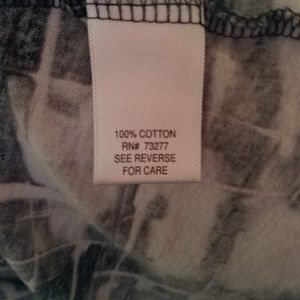 100% COTTON
RN# 73277
SEE REVERSE
FOR CARE